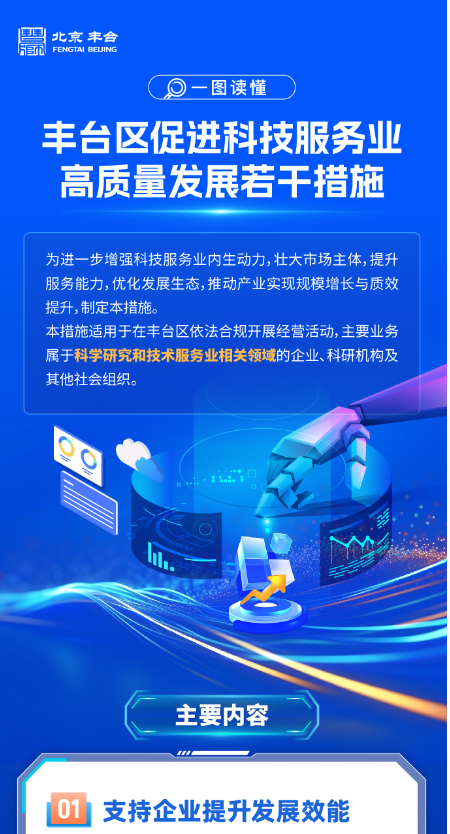 北京 丰台
FENGTAI BEIJING
一图读懂
丰台区促进科技服务业
高质量发展若干措施
为进一步增强科技服务业内生动力，壮大市场主体，提升
服务能力，优化发展生态，推动产业实现规模增长与质效
提升，制定本措施。
本措施适用于在丰台区依法合规开展经营活动，主要业务
属于科学研究和技术服务业相关领域的企业、科研机构及
其他社会组织。
主要内容
01 支持企业提升发展效能